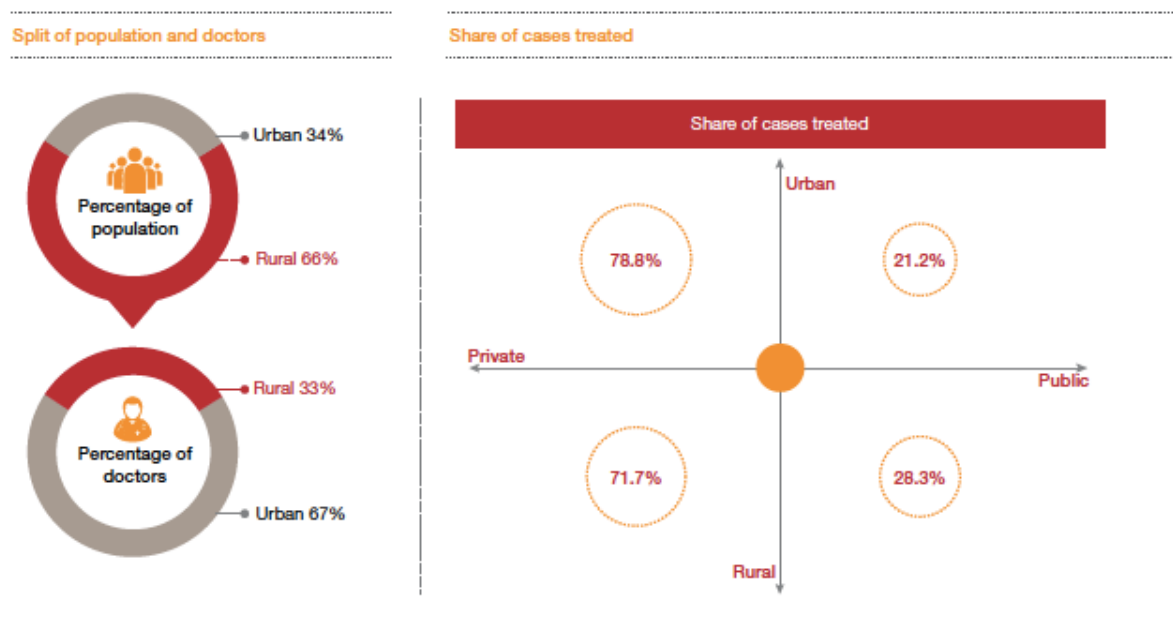 Split of population and doctors
Share of cases treated
Urban 34%
Percentage of
population
Rural 66%
Rural 33%
Percentage of
doctors
Urban 67%
Share of cases treated
Urban
78.8%
21.2%
Private
Public
71.7%
28.3%
Rural